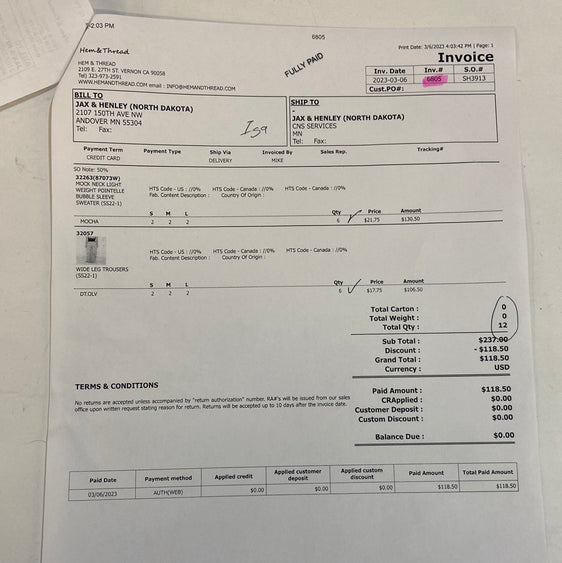 2:03 PM
6805
Print Date: 3/6/2023 4:03:42 PM | Page: 1
Hem & Thread
FULLY PAID
Invoice
HEM & THREAD
2109 E. 27TH ST. VERNON CA 90058
Tel) 323-973-2591
WWW.HEMANDTHREAD.COM email : INFO@HEMANDTHREAD.COM
Inv. Date Inv.# S.O.#
2023-03-06 6805 SH3913
Cust.PO#:
BILL TO
JAX & HENLEY (NORTH DAKOTA)
2107 150TH AVE NW
ANDOVER MN 55304
Tel: Fax:
SHIP TO
-
JAX & HENLEY (NORTH DAKOTA)
CNS SERVICES
MN
Tel: Fax:
Payment Term Payment Type Ship Via Invoiced By Sales Rep. Tracking#
CREDIT CARD DELIVERY MIKE
SO Note: 50%
32263(87073W)
MOCK NECK LIGHT
WEIGHT POINTELLE
BUBBLE SLEEVE
SWEATER (SS22-1)
HTS Code - US : //0% HTS Code - Canada : //0% HTS Code - Canada : //0%
Fab. Content Description : Country Of Origin :
S M L Qty Price Amount
MOCHA 2 2 2 6 $21.75 $130.50
32057
HTS Code - US : //0% HTS Code - Canada : //0% HTS Code - Canada : //0%
Fab. Content Description : Country Of Origin :
WIDE LEG TROUSERS
(SS22-1)
S M L Qty Price Amount
DT.OLV 2 2 2 6 $17.75 $106.50
Total Carton : 0
Total Weight : 0
Total Qty : 12
Sub Total : $237.00
Discount : - $118.50
Grand Total : $118.50
Currency : USD
TERMS & CONDITIONS
No returns are accepted unless accompanied by "return authorization" number. RA#'s will be issued from our sales
office upon written request stating reason for return. Returns will be accepted up to 10 days after the invoice date.
Paid Amount : $118.50
CRApplied : $0.00
Customer Deposit : $0.00
Custom Discount : $0.00
Balance Due : $0.00
Paid Date Payment method Applied credit Applied customer deposit Applied custom discount Paid Amount Total Paid Amount
03/06/2023 AUTH(WEB) $0.00 $0.00 $0.00 $118.50 $118.50